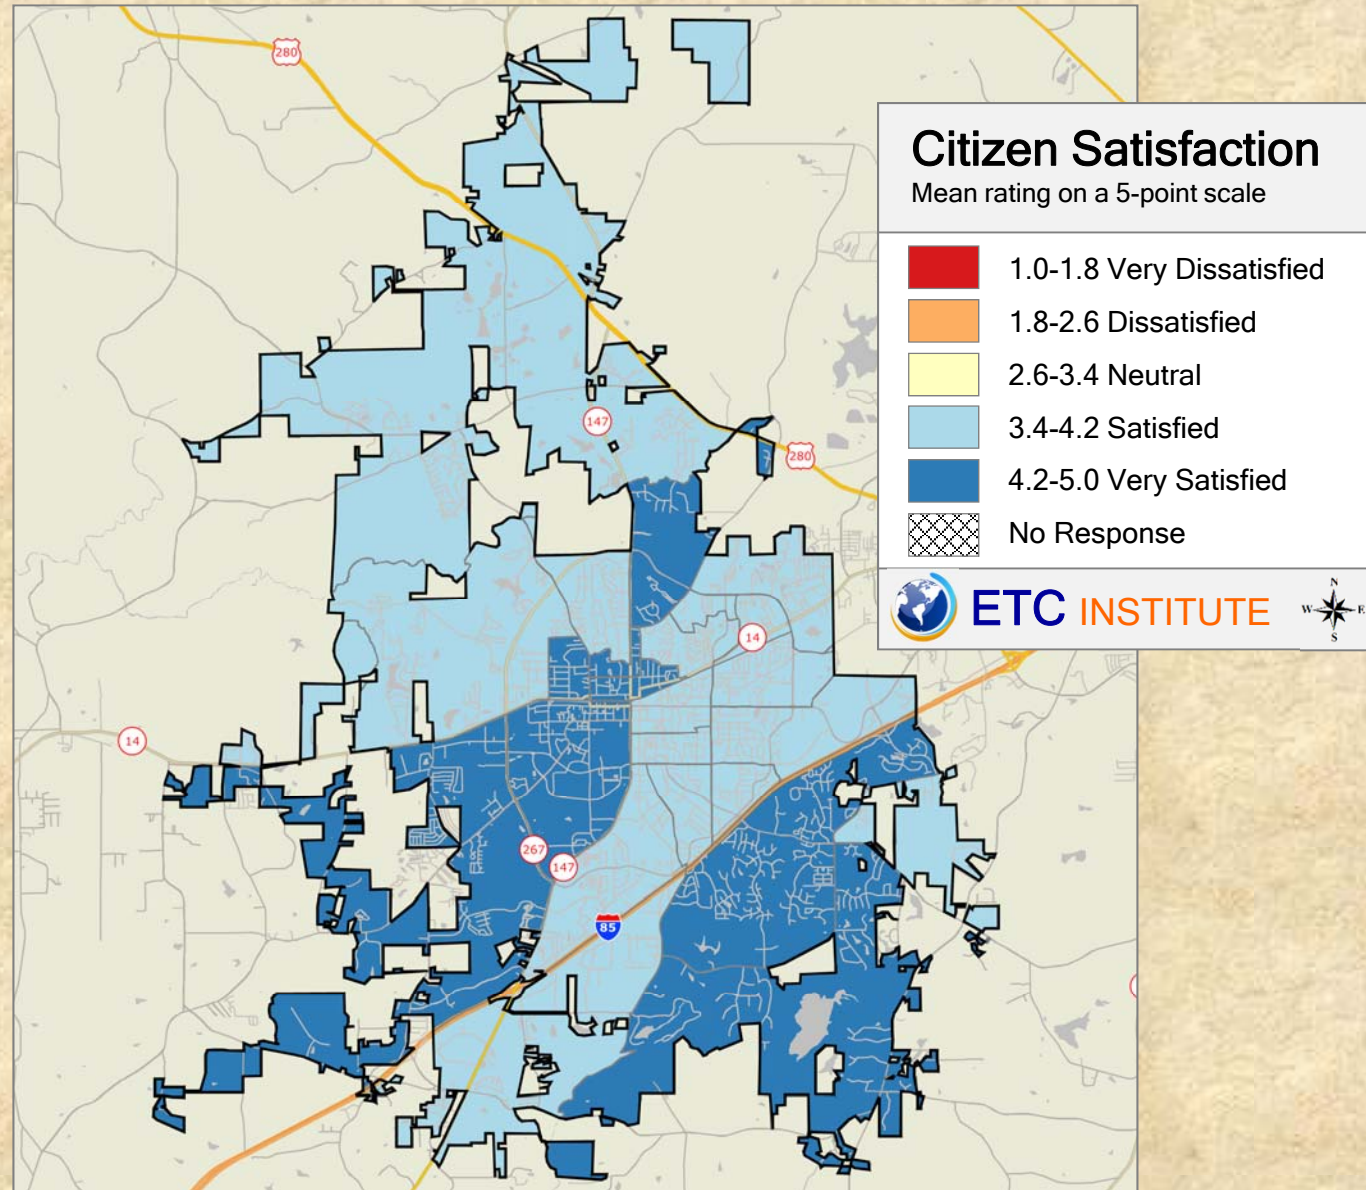 280
Citizen Satisfaction
Mean rating on a 5-point scale
1.0-1.8 Very Dissatisfied
1.8-2.6 Dissatisfied
2.6-3.4 Neutral
3.4-4.2 Satisfied
4.2-5.0 Very Satisfied
No Response
ETC INSTITUTE
N
W E
S
147
280
14
14
267
147
85